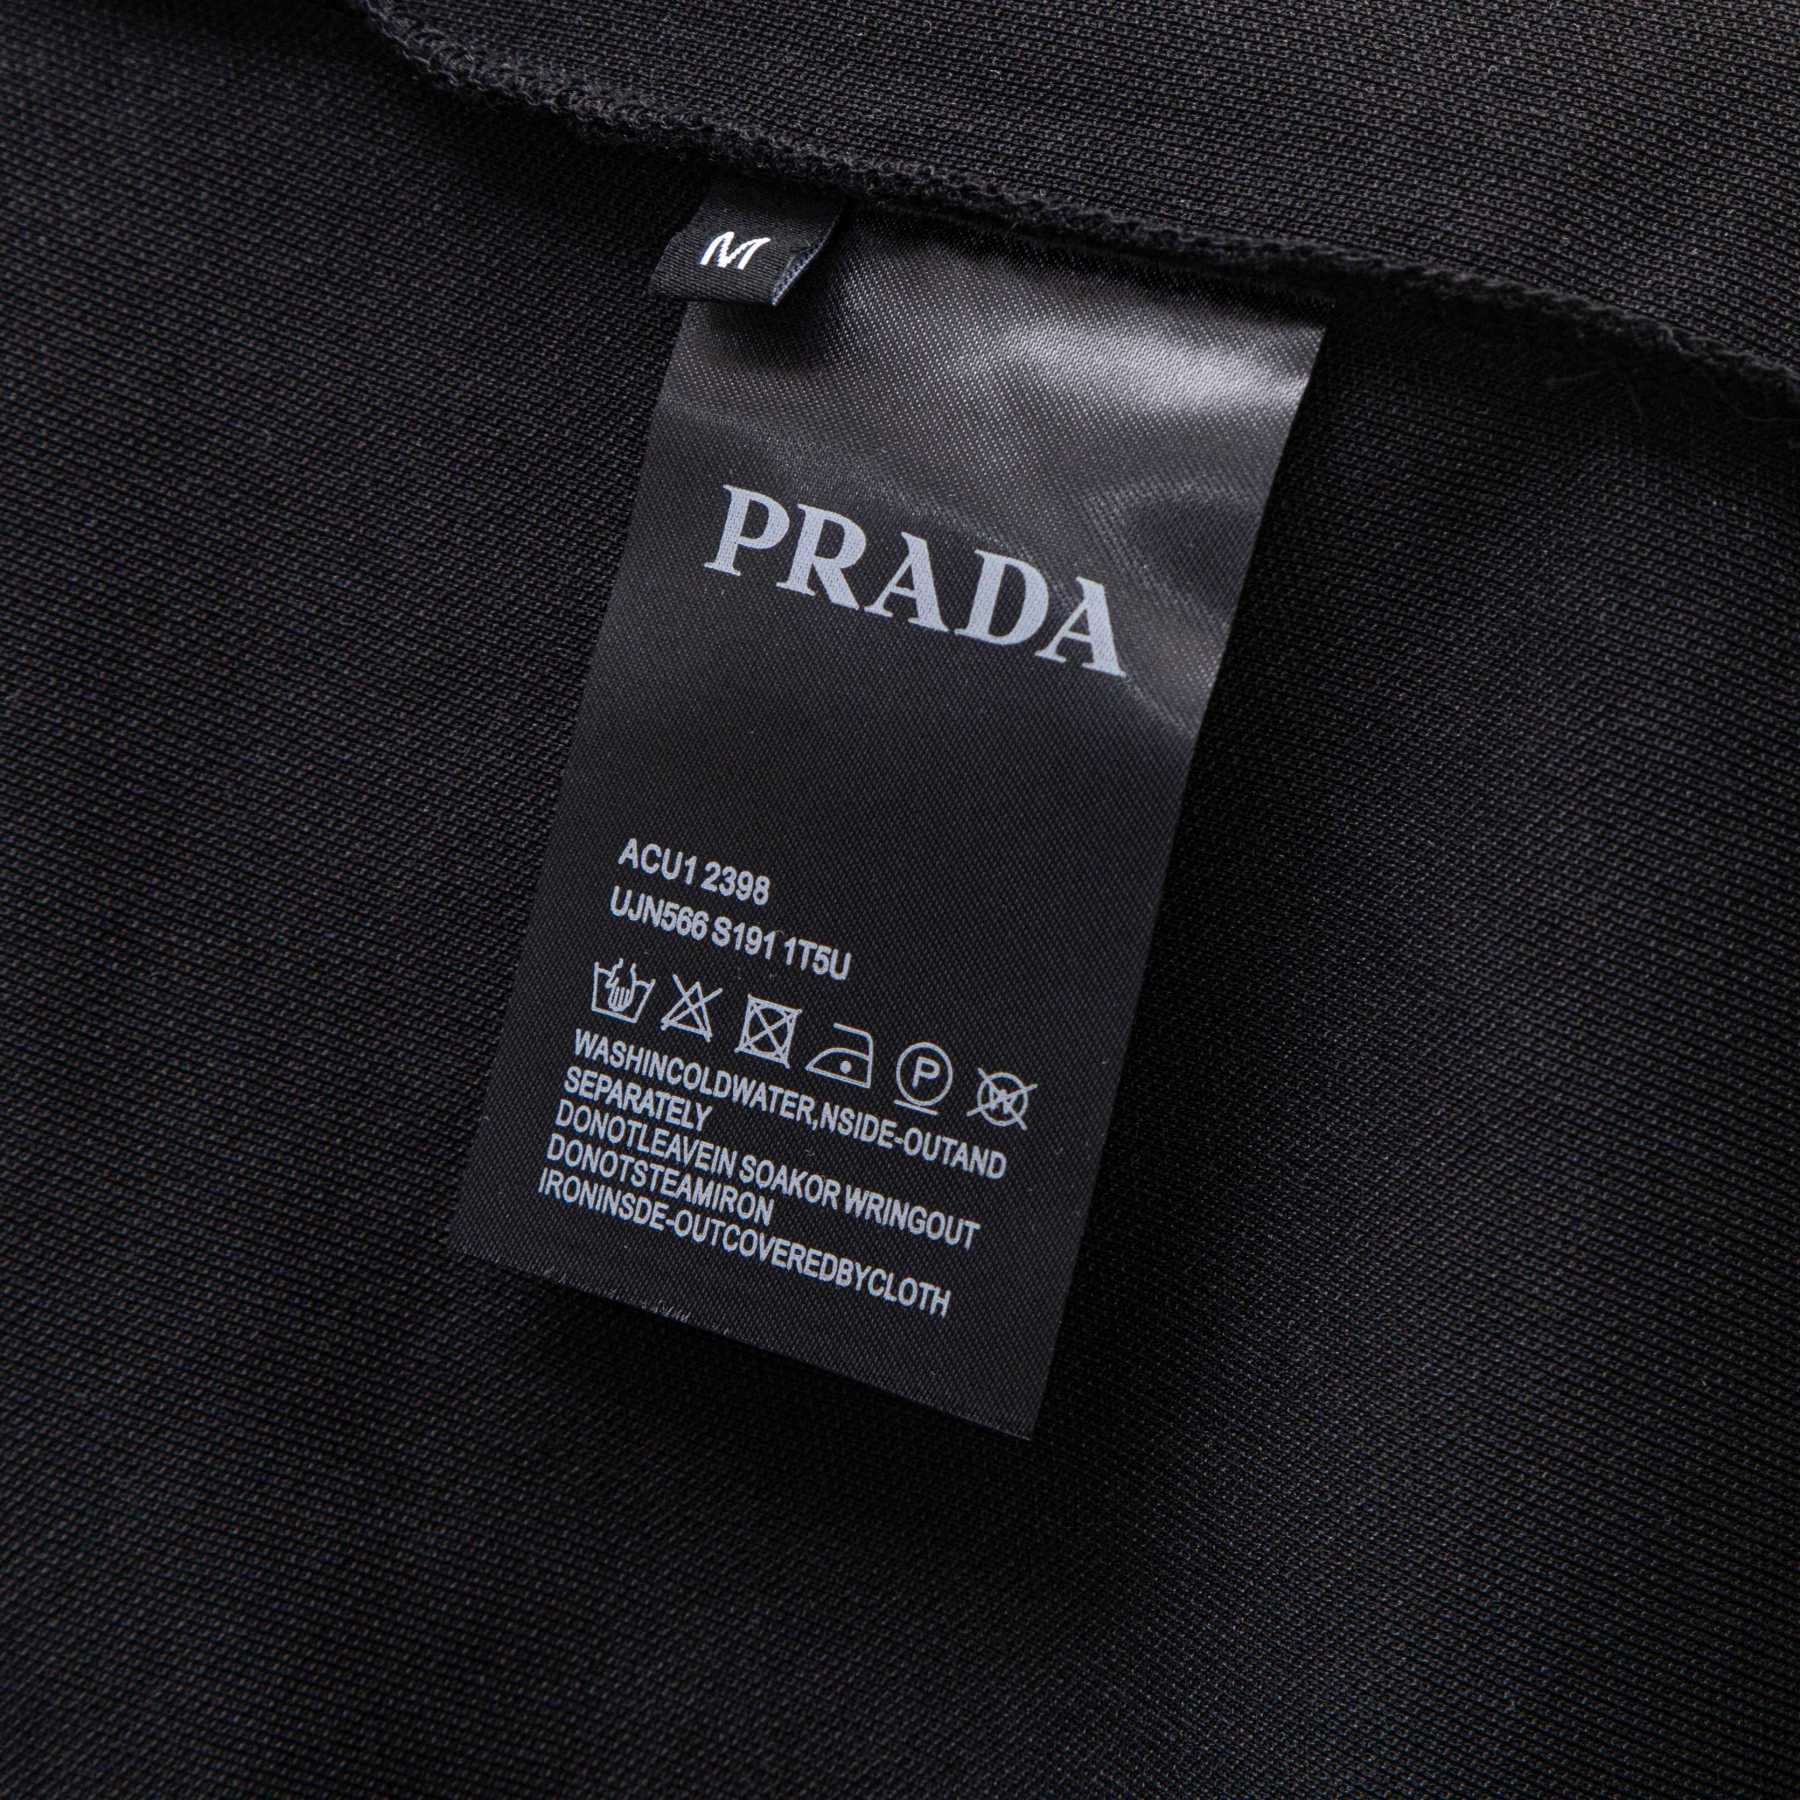 M
PRADA
ACU1 2398
UJN566 S191 1T5U
P W
WASHINCOLDWATER,NSIDE-OUTAND
SEPARATELY
DONOTLEAVEIN SOAKOR WRINGOUT
DONOTSTEAMIRON
IRONINSDE-OUTCOVEREDBYCLOTH